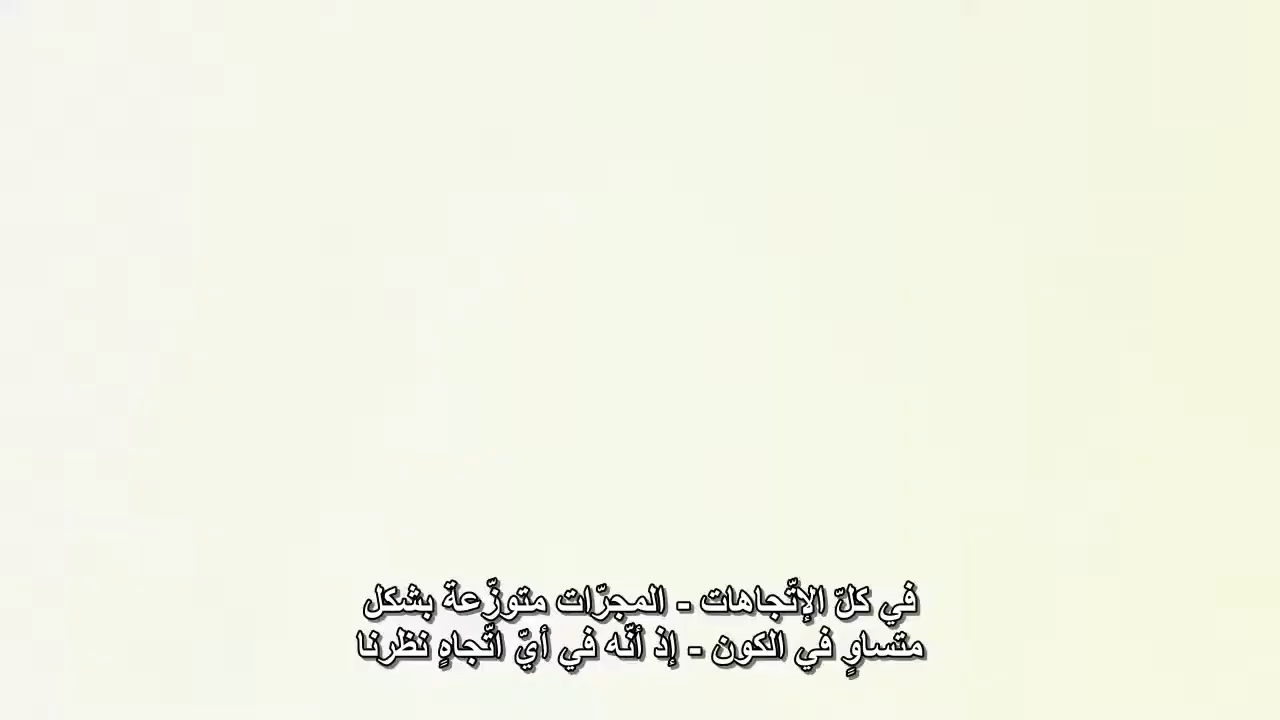 في كلّ الإتّجاهات - المجرّات متوزّعة بشكل
متساوٍ في الكون - إذ أنّه في أيّ اتّجاهٍ نظرنا